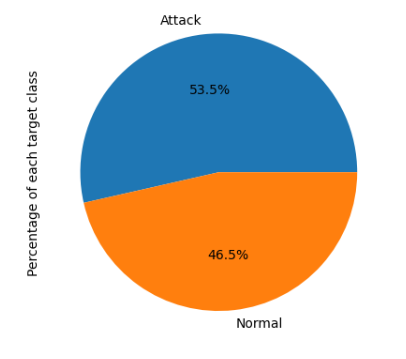 Attack
53.5%
Percentage of each target class
46.5%
Normal